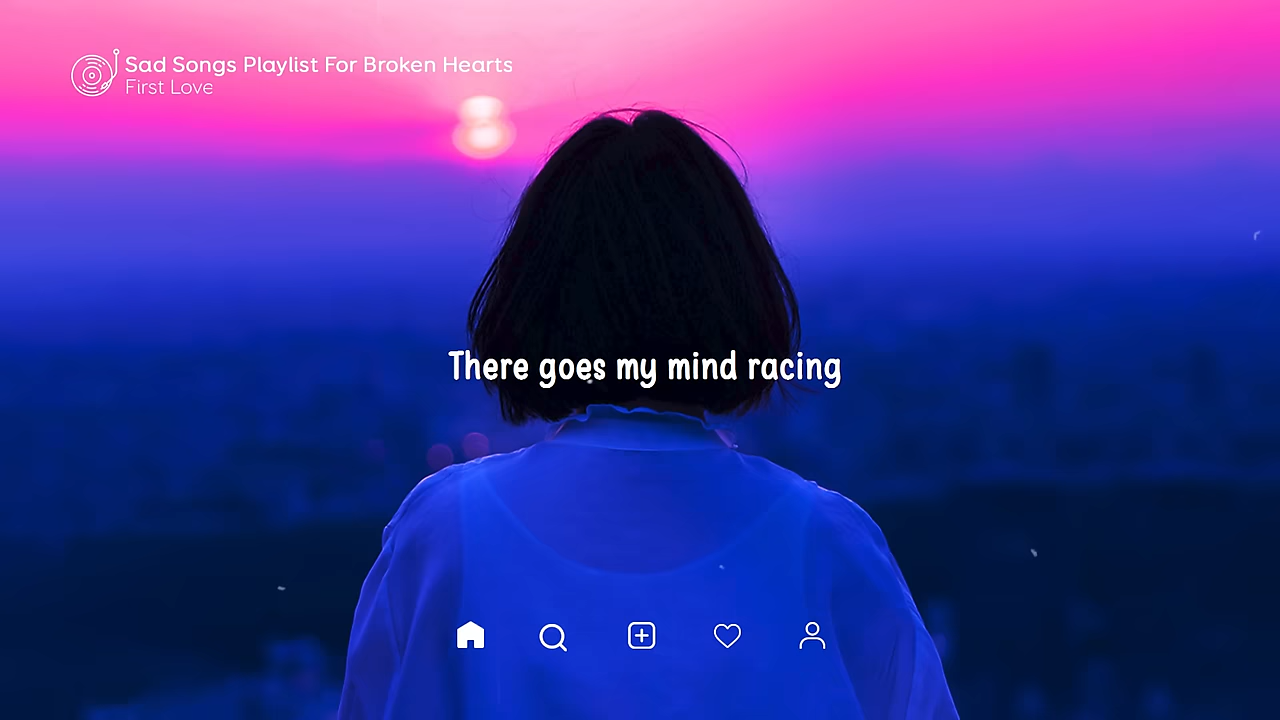 Sad Songs Playlist For Broken Hearts
First Love
There goes my mind racing